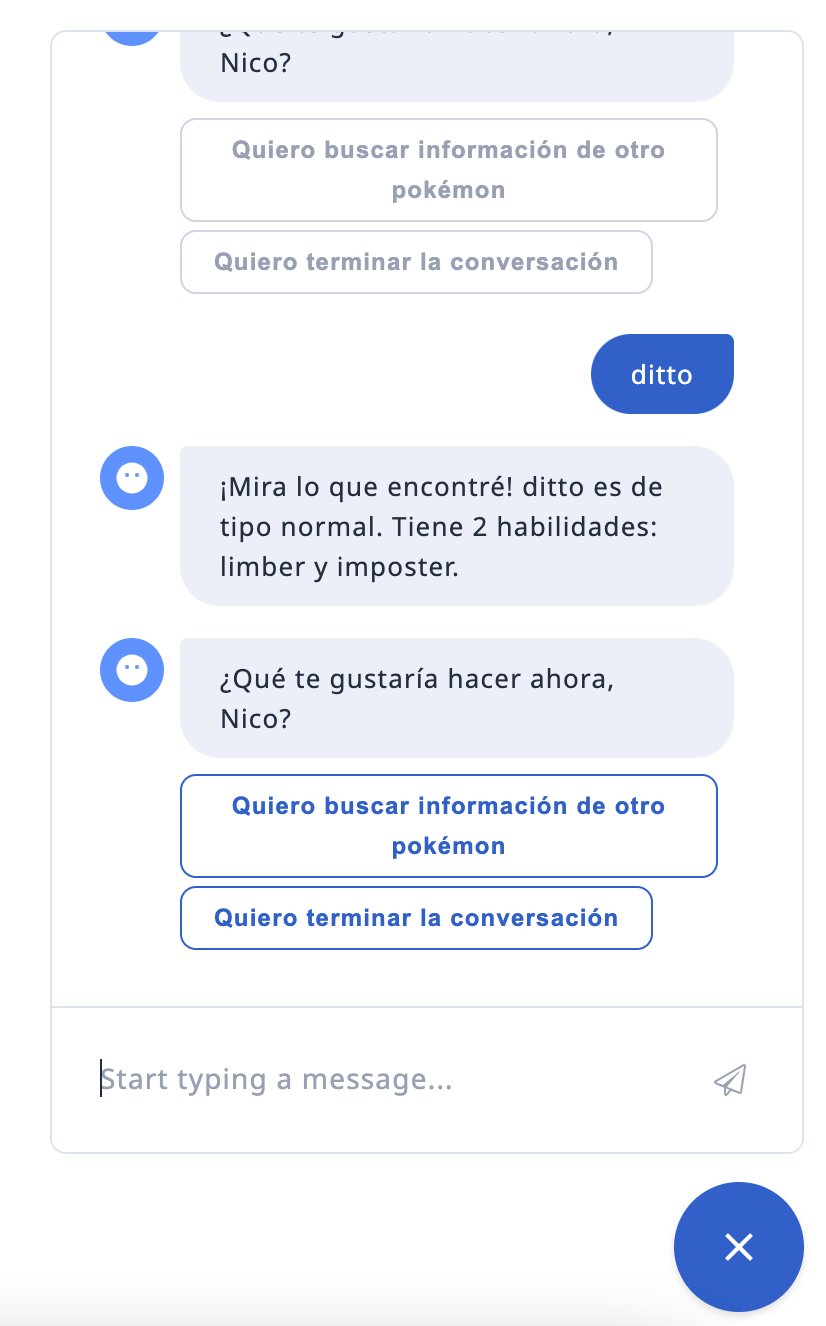 Nico?
Quiero buscar información de otro
pokémon
Quiero terminar la conversación
ditto
¡Mira lo que encontré! ditto es de
tipo normal. Tiene 2 habilidades:
limber y imposter.
¿Qué te gustaría hacer ahora,
Nico?
Quiero buscar información de otro
pokémon
Quiero terminar la conversación
Start typing a message...